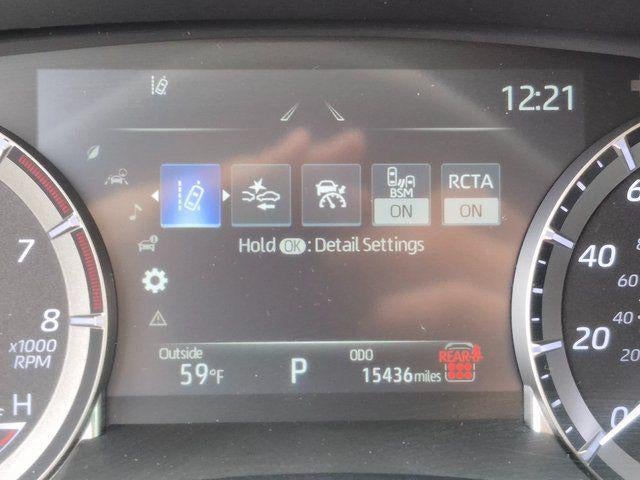 12:21
BSM
ON
RCTA
ON
Hold OK : Detail Settings
Outside
59°F
P
ODO
15436 miles
REAR
7
8
x1000
RPM
H
60
40
20
0